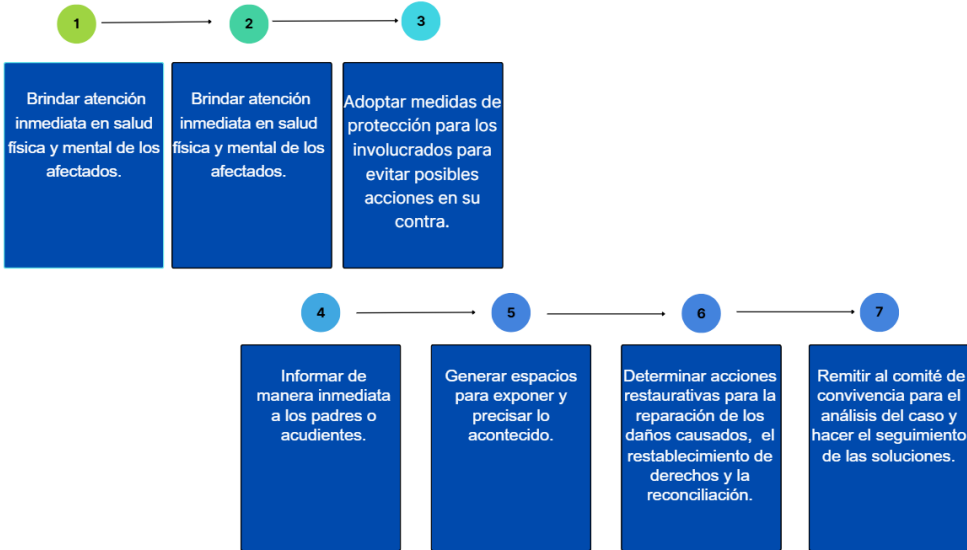 1
2
3
Brindar atención
inmediata en salud
física y mental de los
afectados.
Brindar atención
inmediata en salud
física y mental de los
afectados.
Adoptar medidas de
protección para los
involucrados para
evitar posibles
acciones en su
contra.
4
5
6
7
Informar de
manera inmediata
a los padres o
acudientes.
Generar espacios
para exponer y
precisar lo
acontecido.
Determinar acciones
restaurativas para la
reparación de los
daños causados,  el
restablecimiento de
derechos y la
reconciliación.
Remitir al comité de
convivencia para el
análisis del caso y
hacer el seguimiento
de las soluciones.